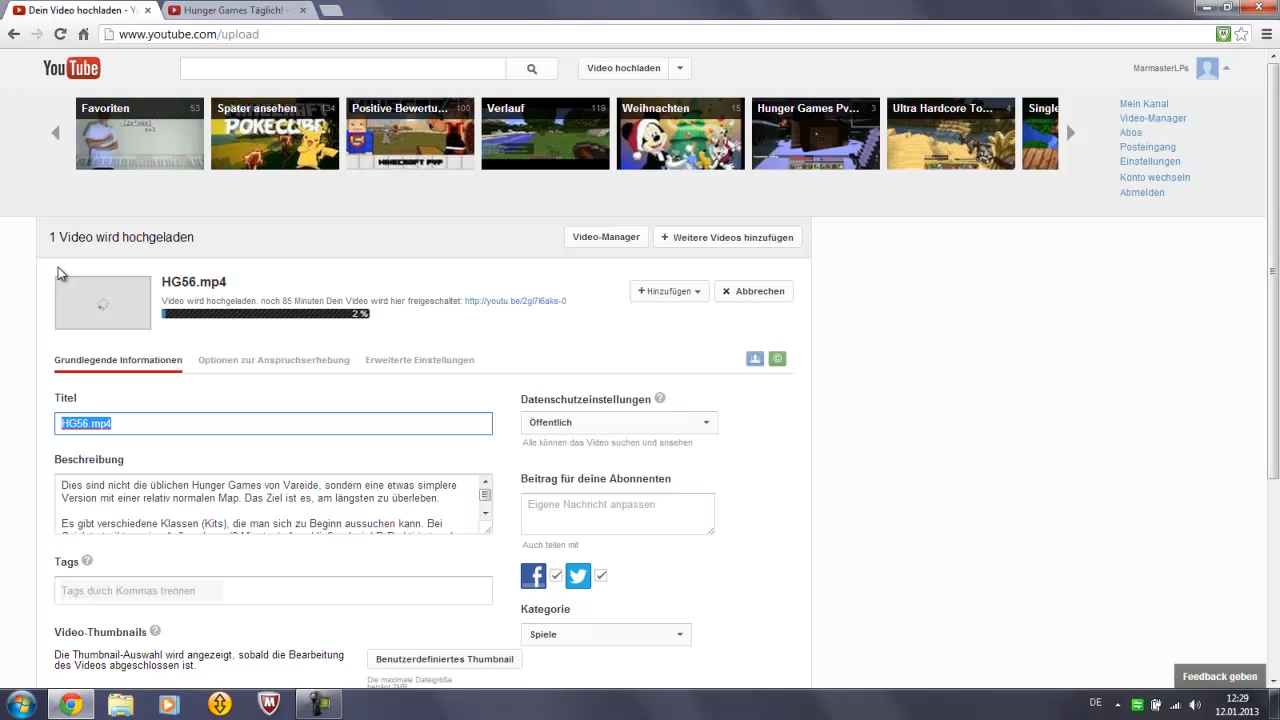 Dein Video hochladen - Y
Hunger Games Täglich! -
www.youtube.com/upload
YouTube
Video hochladen
MarmasterLPs
Favoriten 53
Später ansehen 134
Positive Bewertu... 100
Verlauf 119
Weihnachten 15
Hunger Games Pv... 3
Ultra Hardcore To... 4
Single
POKECUBE
MINECRAFT PVP
Mein Kanal
Video-Manager
Abos
Posteingang
Einstellungen
Konto wechseln
Abmelden
1 Video wird hochgeladen
Video-Manager
+ Weitere Videos hinzufügen
HG56.mp4
Video wird hochgeladen. noch 85 Minuten Dein Video wird hier freigeschaltet: http://youtu.be/2gl7l6ake-0
2 %
+ Hinzufügen
Abbrechen
Grundlegende Informationen
Optionen zur Anspruchserhebung
Erweiterte Einstellungen
Titel
HG56.mp4
Beschreibung
Dies sind nicht die üblichen Hunger Games von Vareide, sondern eine etwas simplere
Version mit einer relativ normalen Map. Das Ziel ist es, am längsten zu überleben.
Es gibt verschiedene Klassen (Kits), die man sich zu Beginn aussuchen kann. Bei
Tags
Tags durch Kommas trennen
Video-Thumbnails
Die Thumbnail-Auswahl wird angezeigt, sobald die Bearbeitung
des Videos abgeschlossen ist.
Benutzerdefiniertes Thumbnail
Die maximale Dateigröße
beträgt 2MB.
Datenschutzeinstellungen
Öffentlich
Alle können das Video suchen und ansehen
Beitrag für deine Abonnenten
Eigene Nachricht anpassen
Auch teilen mit
Kategorie
Spiele
Feedback geben
DE
12:29
12.01.2013